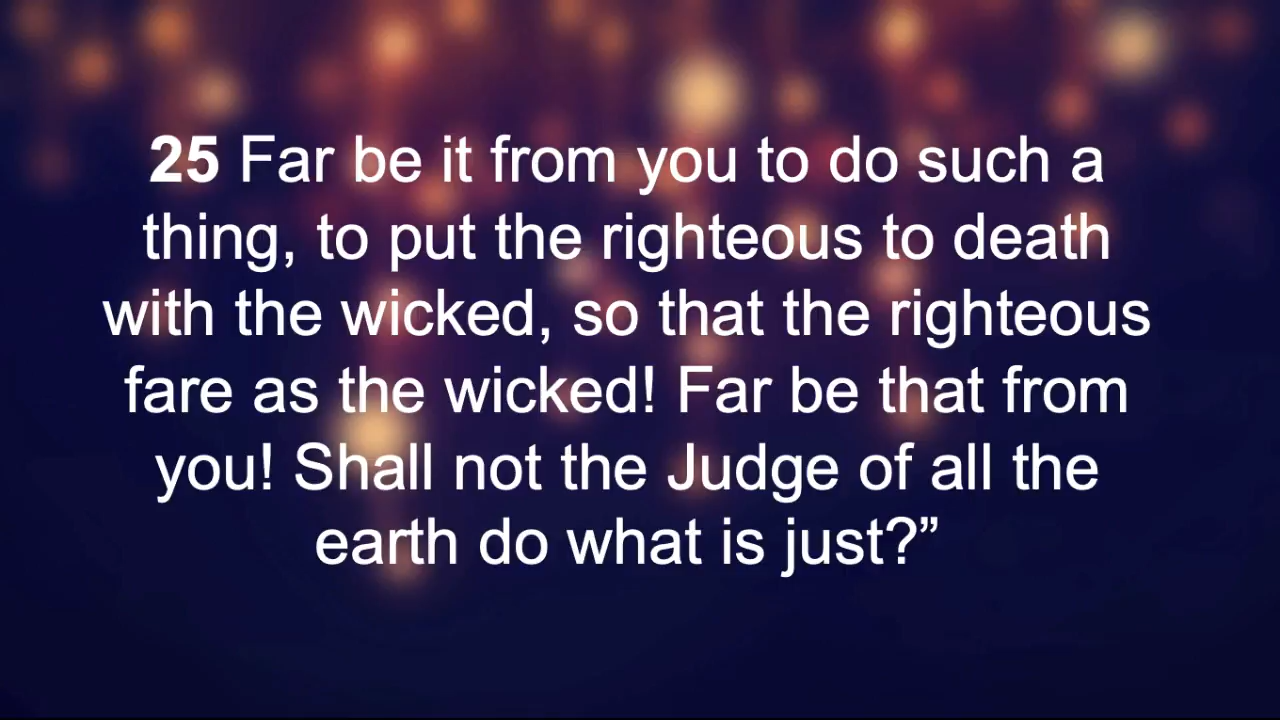 25 Far be it from you to do such a
thing, to put the righteous to death
with the wicked, so that the righteous
fare as the wicked! Far be that from
you! Shall not the Judge of all the
earth do what is just?”